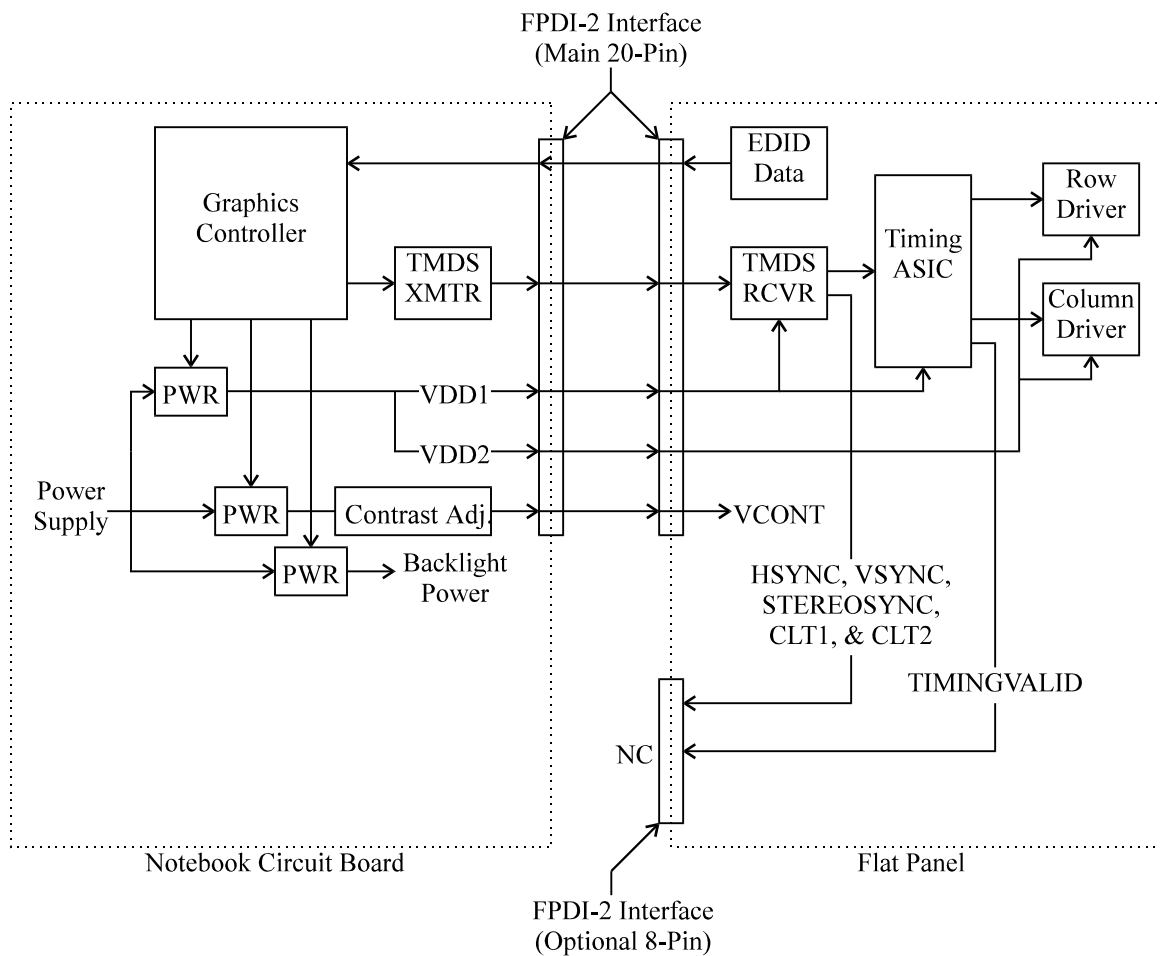 FPDI-2 Interface
(Main 20-Pin)
Graphics
Controller
EDID
Data
Row
Driver
Timing
ASIC
TMDS
XMTR
TMDS
RCVR
Column
Driver
PWR
VDD1
VDD2
Power
Supply
PWR
Contrast Adj.
VCONT
PWR
Backlight
Power
HSYNC, VSYNC,
STEREOSYNC,
CLT1, & CLT2
TIMINGVALID
NC
Notebook Circuit Board
Flat Panel
FPDI-2 Interface
(Optional 8-Pin)